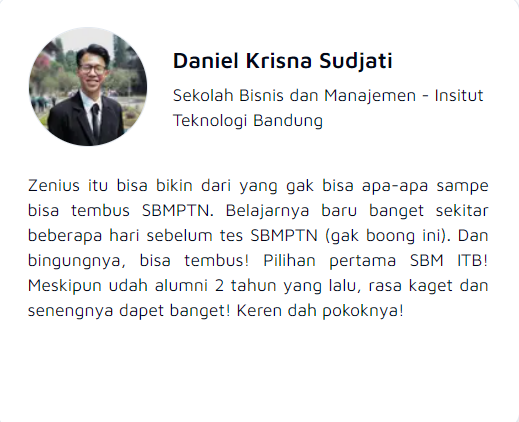 Daniel Krisna Sudjati
Sekolah Bisnis dan Manajemen - Insitut
Teknologi Bandung
Zenius itu bisa bikin dari yang gak bisa apa-apa sampe
bisa tembus SBMPTN. Belajarnya baru banget sekitar
beberapa hari sebelum tes SBMPTN (gak boong ini). Dan
bingungnya, bisa tembus! Pilihan pertama SBM ITB!
Meskipun udah alumni 2 tahun yang lalu, rasa kaget dan
senengnya dapet banget! Keren dah pokoknya!